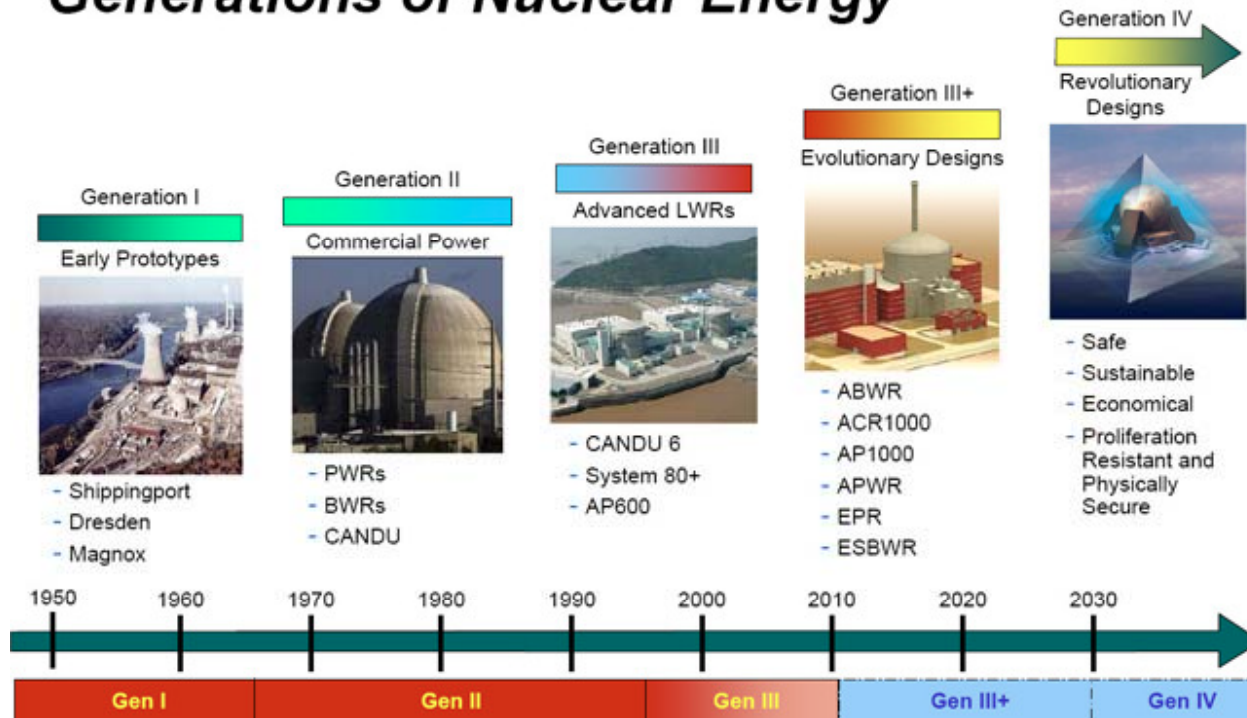 Generations of Nuclear Energy
Generation I
Early Prototypes
- Shippingport
- Dresden
- Magnox
Generation II
Commercial Power
- PWRs
- BWRs
- CANDU
Generation III
Advanced LWRs
- CANDU 6
- System 80+
- AP600
Generation III+
Evolutionary Designs
- ABWR
- ACR1000
- AP1000
- APWR
- EPR
- ESBWR
Generation IV
Revolutionary
Designs
- Safe
- Sustainable
- Economical
- Proliferation
Resistant and
Physically
Secure
1950 1960 1970 1980 1990 2000 2010 2020 2030
Gen I Gen II Gen III Gen III+ Gen IV